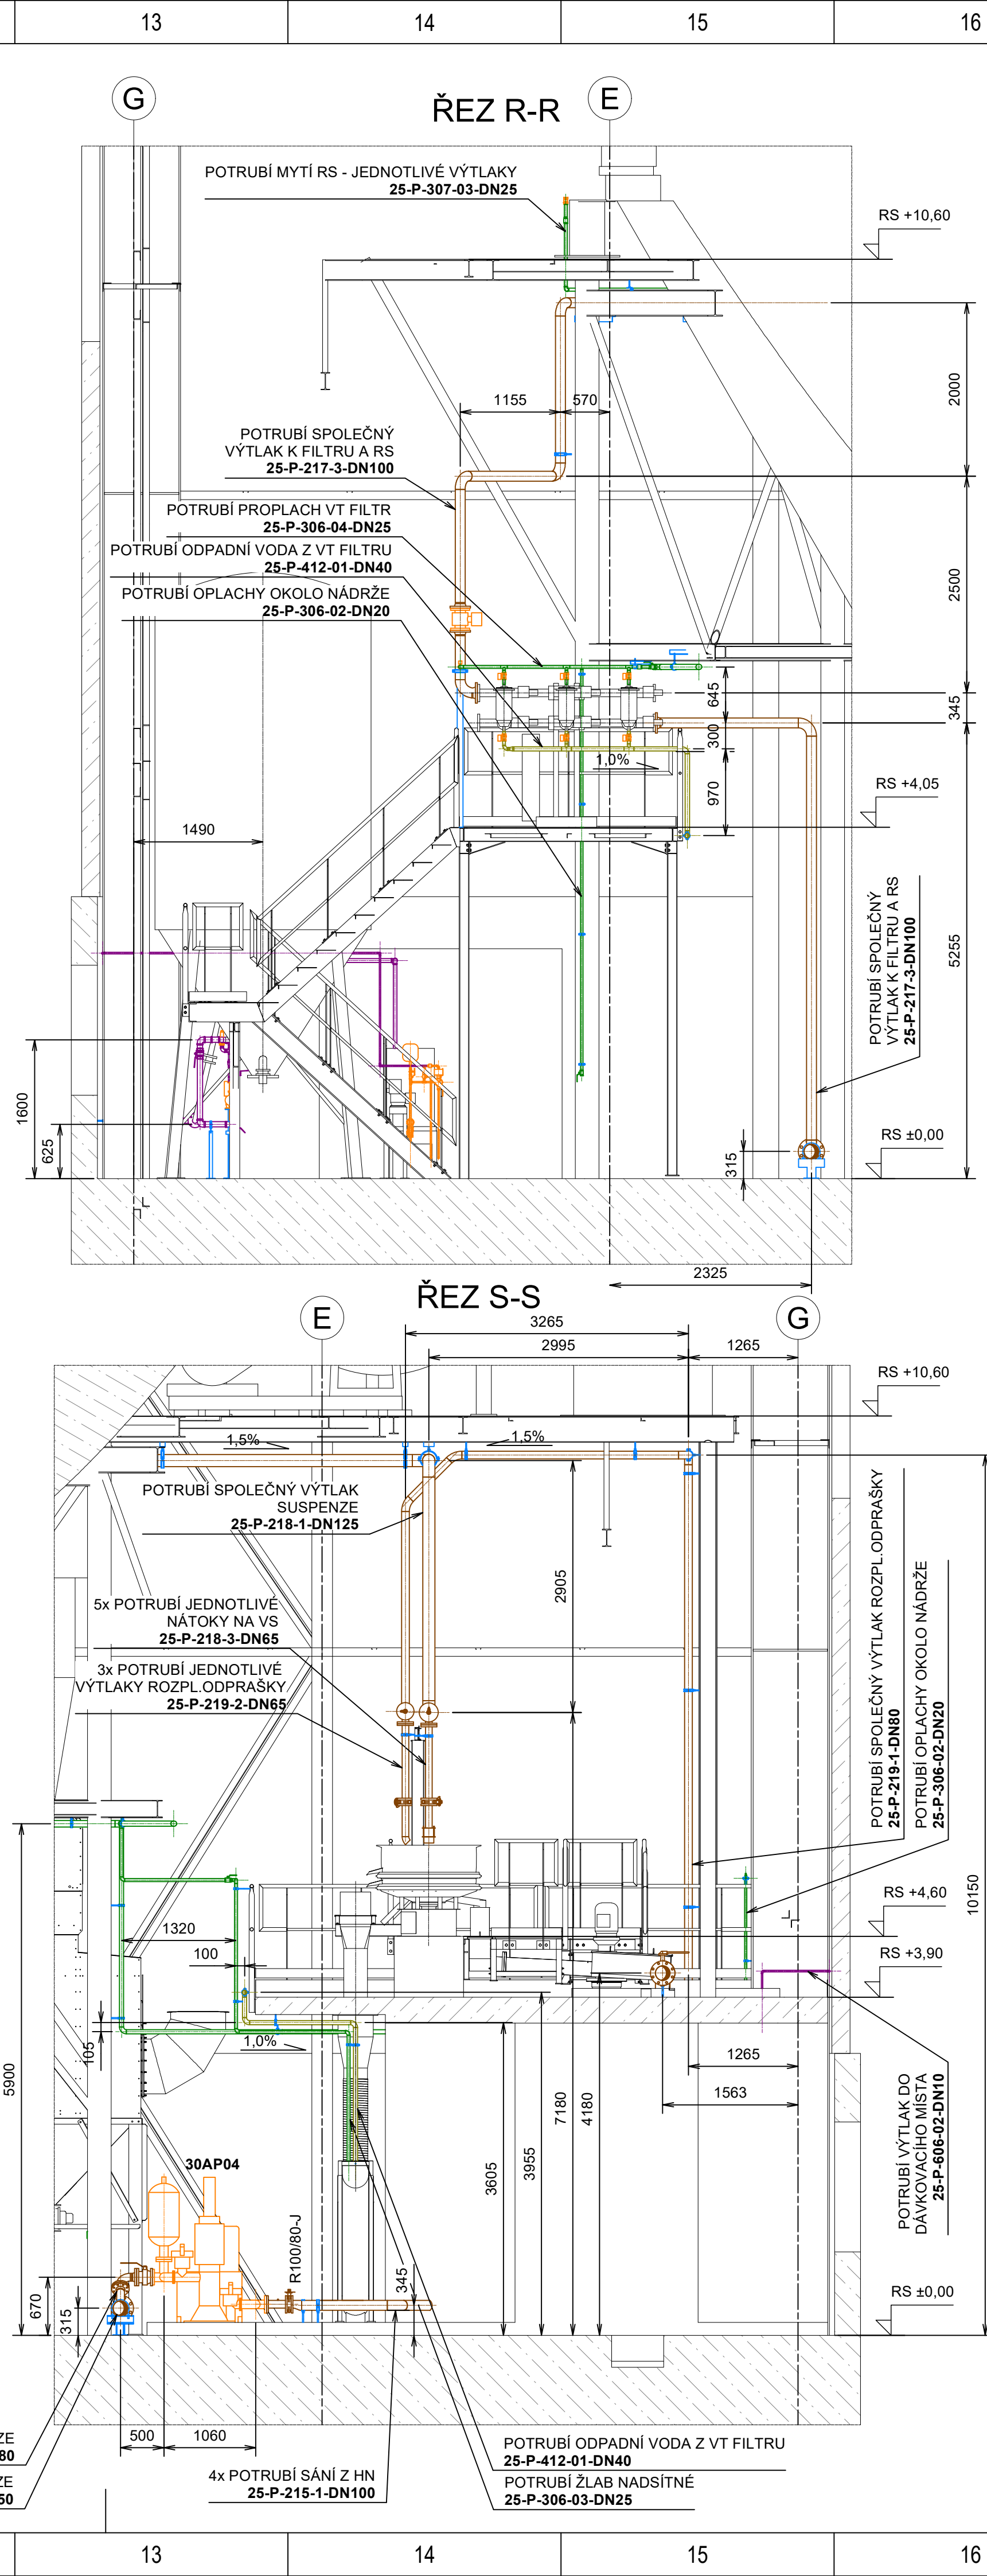 13
14
15
16
G
ŘEZ R-R
E
POTRUBÍ MYTÍ RS - JEDNOTLIVÉ VÝTLAKY
25-P-307-03-DN25
RS +10,60
2000
1155
570
POTRUBÍ SPOLEČNÝ
VÝTLAK K FILTRU A RS
25-P-217-3-DN100
POTRUBÍ PROPLACH VT FILTR
25-P-306-04-DN25
POTRUBÍ ODPADNÍ VODA Z VT FILTRU
25-P-412-01-DN40
POTRUBÍ OPLACHY OKOLO NÁDRŽE
25-P-306-02-DN20
2500
645
345
300
1,0%
970
RS +4,05
1490
POTRUBÍ SPOLEČNÝ
VÝTLAK K FILTRU A RS
25-P-217-3-DN100
5255
1600
625
315
RS ±0,00
2325
ŘEZ S-S
E
G
3265
2995
1265
RS +10,60
1,5%
1,5%
POTRUBÍ SPOLEČNÝ VÝTLAK
SUSPENZE
25-P-218-1-DN125
2905
5x POTRUBÍ JEDNOTLIVÉ
NÁTOKY NA VS
25-P-218-3-DN65
3x POTRUBÍ JEDNOTLIVÉ
VÝTLAKY ROZPL.ODPRAŠKY
25-P-219-2-DN65
POTRUBÍ SPOLEČNÝ VÝTLAK ROZPL.ODPRAŠKY
25-P-219-1-DN80
POTRUBÍ OPLACHY OKOLO NÁDRŽE
25-P-306-02-DN20
10150
RS +4,60
1320
100
RS +3,90
105
1,0%
5900
1265
1563
7180
4180
3955
3605
POTRUBÍ VÝTLAK DO
DÁVKOVACÍHO MÍSTA
25-P-606-02-DN10
30AP04
R100/80-J
345
670
315
RS ±0,00
500
1060
ZE
80
ZE
50
4x POTRUBÍ SÁNÍ Z HN
25-P-215-1-DN100
POTRUBÍ ODPADNÍ VODA Z VT FILTRU
25-P-412-01-DN40
POTRUBÍ ŽLAB NADSÍTNÉ
25-P-306-03-DN25
13
14
15
16